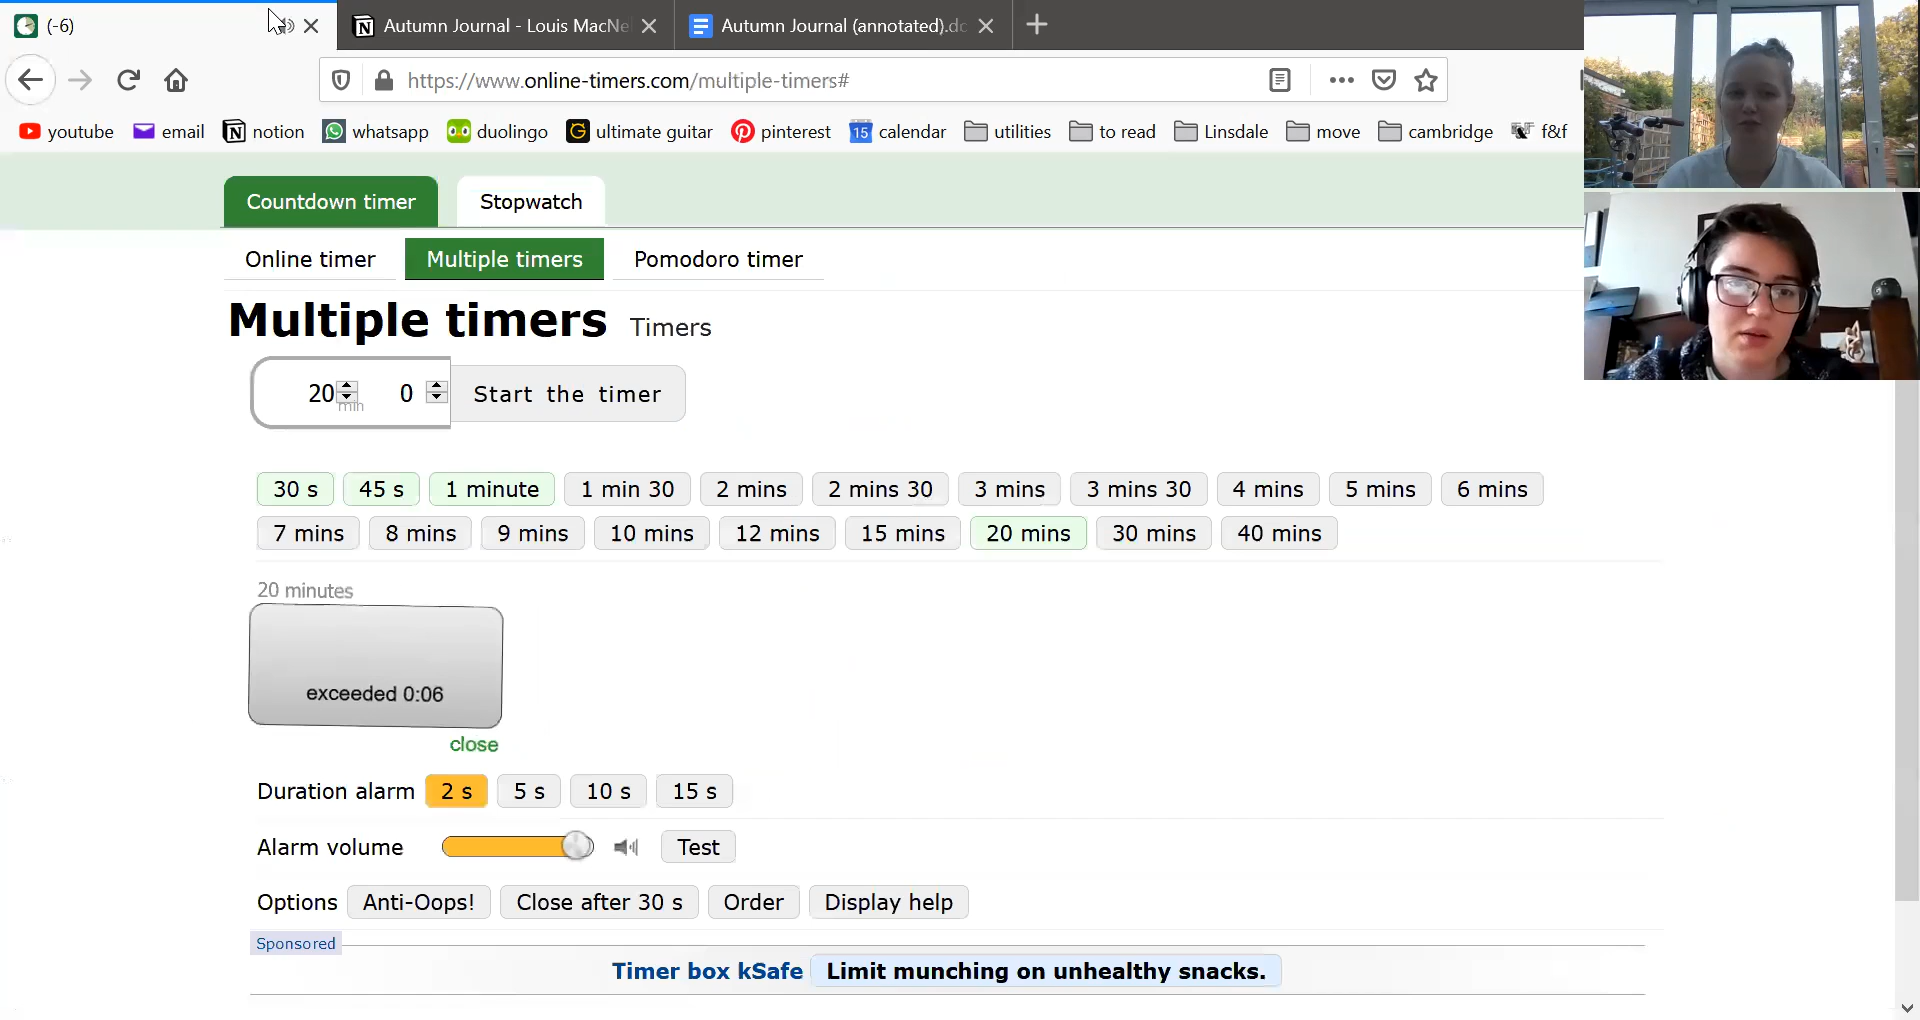 (-6)
Autumn Journal - Louis MacNe
Autumn Journal (annotated).dc
https://www.online-timers.com/multiple-timers#
youtube email notion whatsapp duolingo ultimate guitar pinterest 15 calendar utilities to read Linsdale move cambridge f&f
Countdown timer Stopwatch
Online timer Multiple timers Pomodoro timer
Multiple timers Timers
20 min 0 Start the timer
30 s 45 s 1 minute 1 min 30 2 mins 2 mins 30 3 mins 3 mins 30 4 mins 5 mins 6 mins
7 mins 8 mins 9 mins 10 mins 12 mins 15 mins 20 mins 30 mins 40 mins
20 minutes
exceeded 0:06
close
Duration alarm 2 s 5 s 10 s 15 s
Alarm volume Test
Options Anti-Oops! Close after 30 s Order Display help
Sponsored
Timer box kSafe Limit munching on unhealthy snacks.